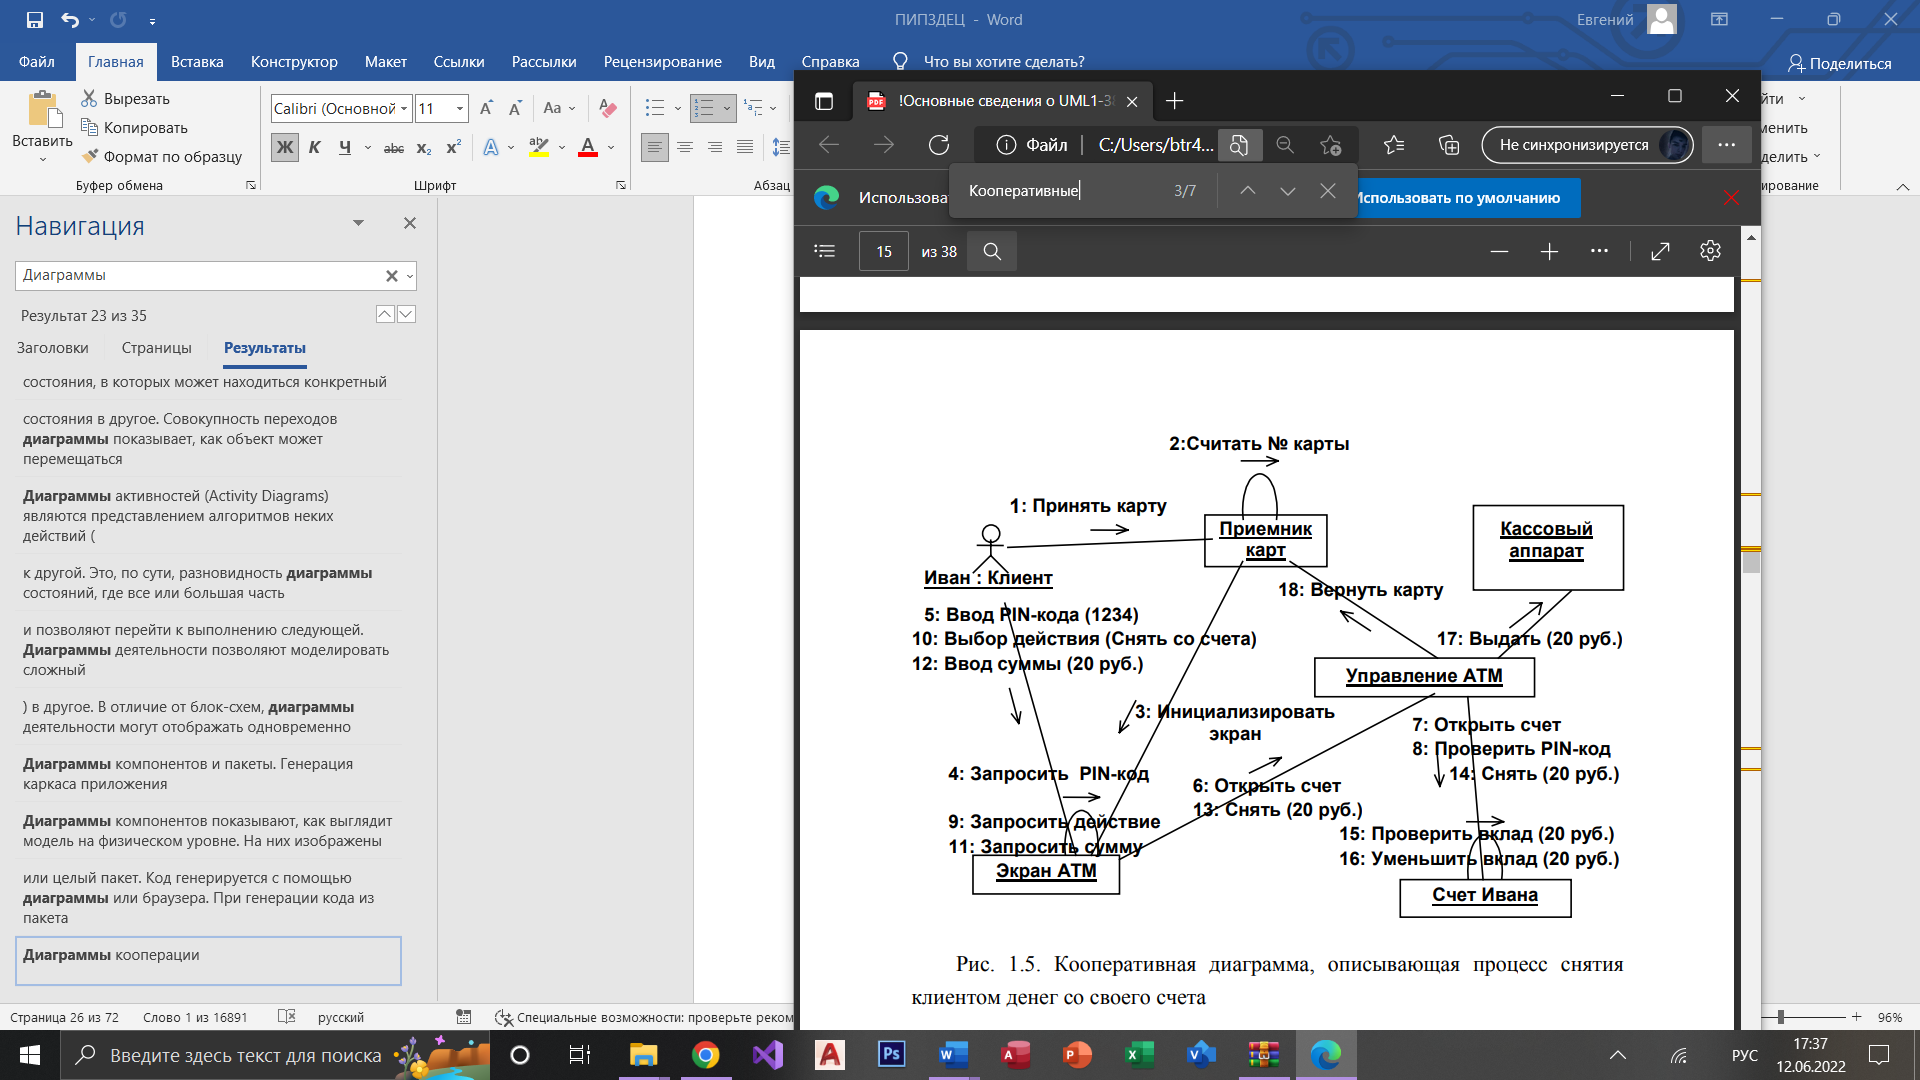 ПИПЗДЕЦ - Word
Евгений
Файл
Главная
Вставка
Конструктор
Макет
Ссылки
Рассылки
Рецензирование
Вид
Справка
Что вы хотите сделать?
Поделиться
Вставить
Вырезать
Копировать
Формат по образцу
Буфер обмена
Calibri (Основной
11
Aa
Ж К Ч abc x₂ x² A ab A
Шрифт
Абзац
Навигация
Диаграммы
Результат 23 из 35
Заголовки
Страницы
Результаты
состояния, в которых может находиться конкретный
состояния в другое. Совокупность переходов
диаграммы показывает, как объект может
перемещаться
Диаграммы активностей (Activity Diagrams)
являются представлением алгоритмов неких
действий (
к другой. Это, по сути, разновидность диаграммы
состояний, где все или большая часть
и позволяют перейти к выполнению следующей.
Диаграммы деятельности позволяют моделировать
сложный
) в другое. В отличие от блок-схем, диаграммы
деятельности могут отображать одновременно
Диаграммы компонентов и пакеты. Генерация
каркаса приложения
Диаграммы компонентов показывают, как выглядит
модель на физическом уровне. На них изображены
или целый пакет. Код генерируется с помощью
диаграммы или браузера. При генерации кода из
пакета
Диаграммы кооперации
!Основные сведения о UML1-38
Файл
C:/Users/btr4...
Не синхронизируется
Кооперативные
3/7
Использова
Использовать по умолчанию
15
из 38
2:Считать № карты
1: Принять карту
Приемник
карт
Кассовый
аппарат
Иван : Клиент
18: Вернуть карту
5: Ввод PIN-кода (1234)
10: Выбор действия (Снять со счета)
12: Ввод суммы (20 руб.)
17: Выдать (20 руб.)
Управление АТМ
3: Инициализировать
экран
7: Открыть счет
8: Проверить PIN-код
14: Снять (20 руб.)
4: Запросить PIN-код
6: Открыть счет
13: Снять (20 руб.)
9: Запросить действие
11: Запросить сумму
15: Проверить вклад (20 руб.)
16: Уменьшить вклад (20 руб.)
Экран АТМ
Счет Ивана
Рис. 1.5. Кооперативная диаграмма, описывающая процесс снятия
клиентом денег со своего счета
йти
менить
делить
ирование
Страница 26 из 72
Слово 1 из 16891
русский
Специальные возможности: проверьте реком
96%
Введите здесь текст для поиска
РУС
17:37
12.06.2022